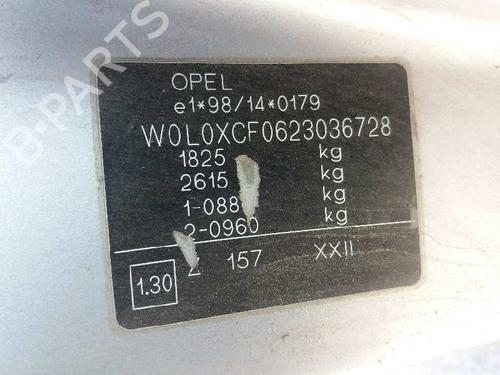 OPEL
e1*98/14*0179
W0L0XCF0623036728
1825 kg
2615 kg
1-088 kg
2-0960 kg
1.30 Z 157 XXII
B-PARTS